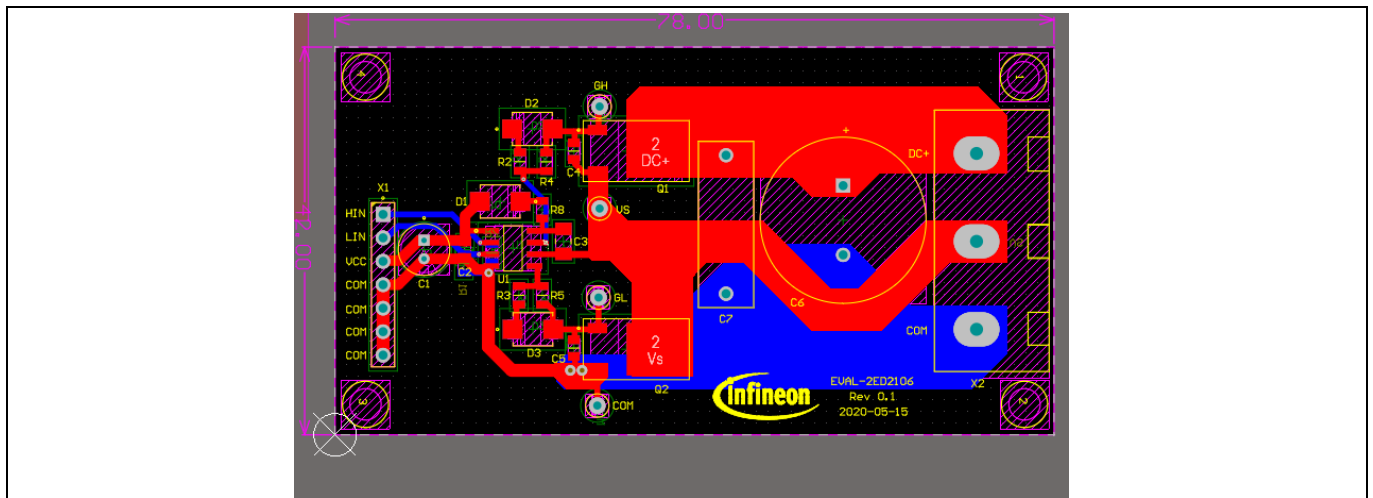 78.00
4
1
GH
D2
2
DC+
DC+
R2
R4
C4
Q1
X1
D1
HIN
R8
VS
LIN
C3
VCC
C2
U1
C1
COM
R3
R5
GL
C7
C6
COM
COM
COM
COM
2
Vs
D3
C5
Q2
X2
infineon
EVAL-2ED2106
Rev 0.1
2020-05-15
3
COM
2